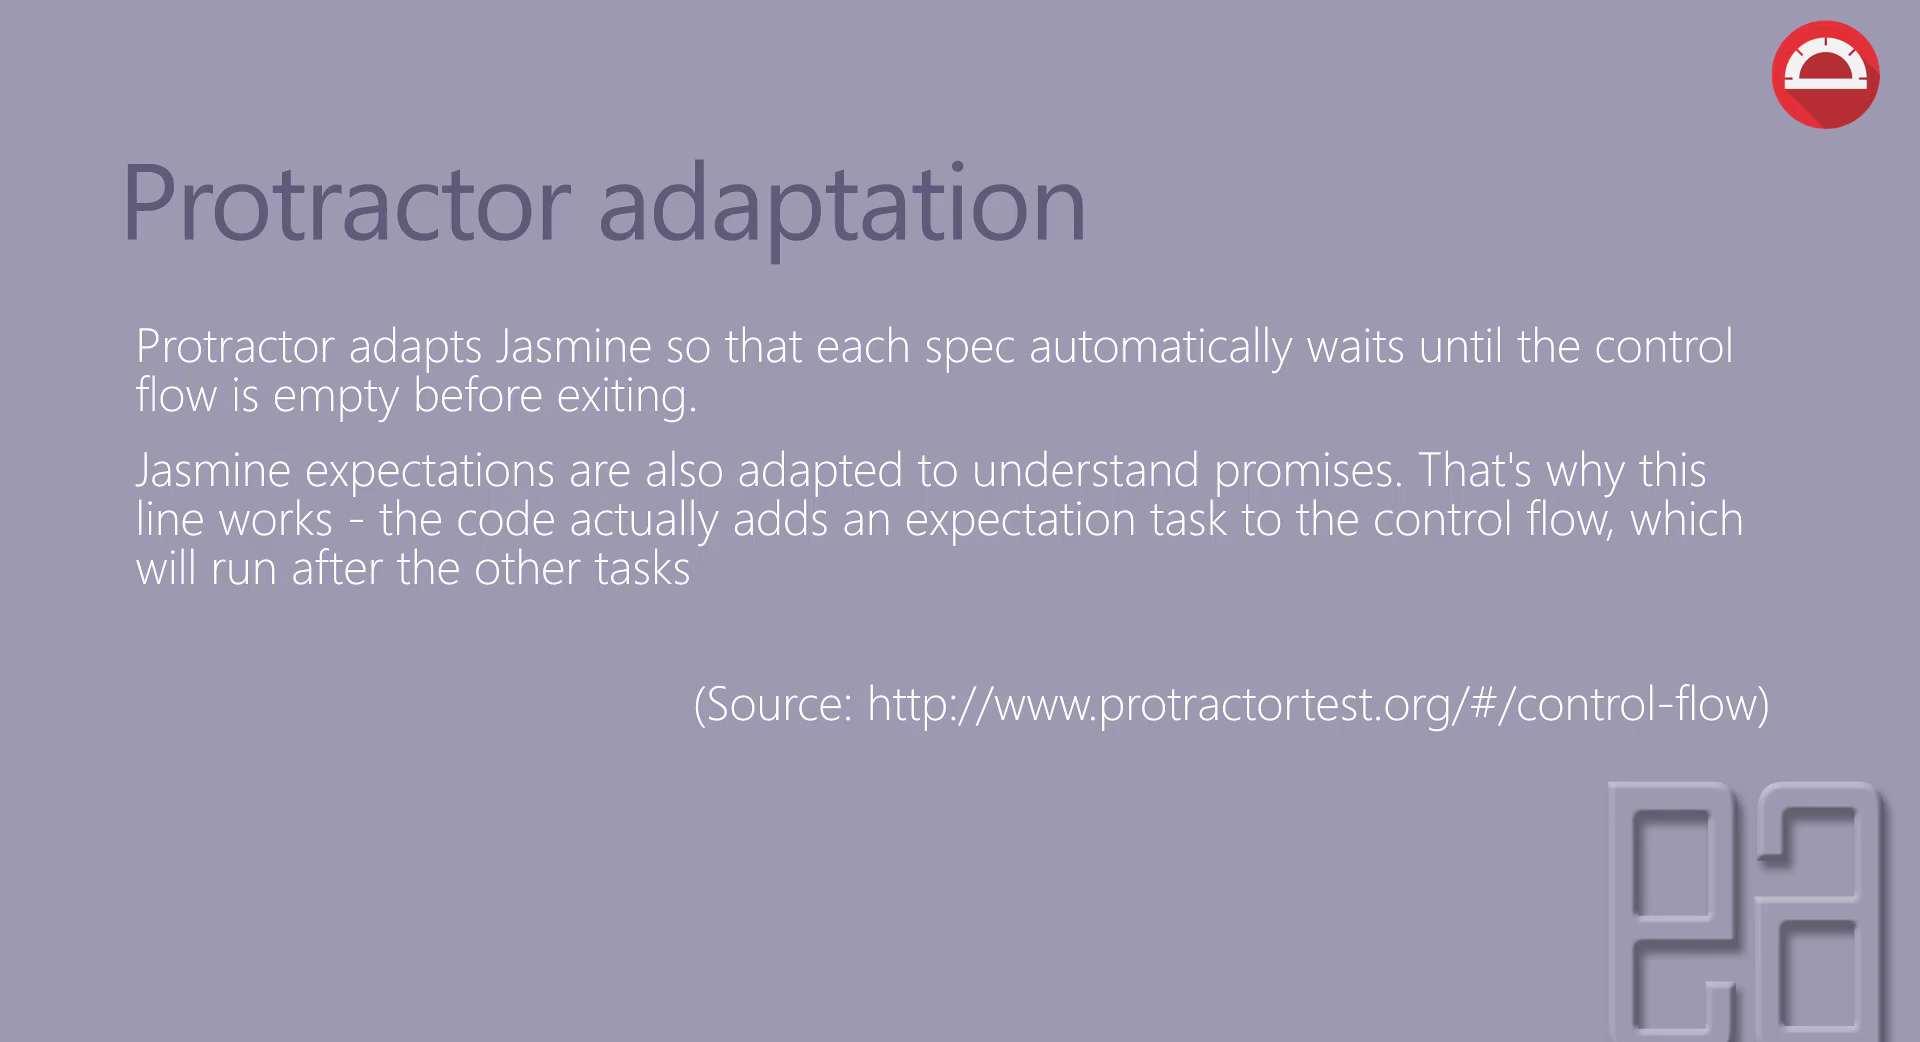 Protractor adaptation
Protractor adapts Jasmine so that each spec automatically waits until the control
flow is empty before exiting.
Jasmine expectations are also adapted to understand promises. That's why this
line works - the code actually adds an expectation task to the control flow, which
will run after the other tasks
(Source: http://www.protractortest.org/#/control-flow)
ea